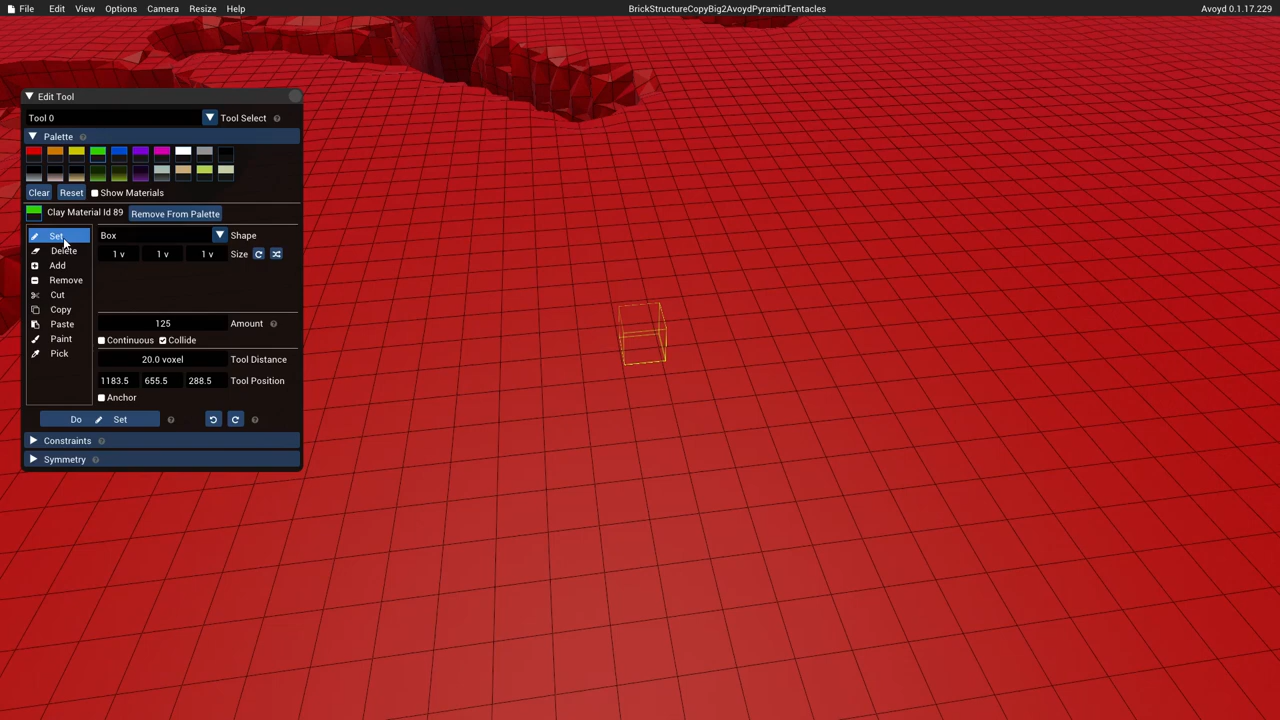 File Edit View Options Camera Resize Help BrickStructureCopyBig2AvoydPyramidTentacles Avoyd 0.1.17.229
Edit Tool
Tool 0 Tool Select ?
Palette ?
Clear Reset Show Materials
Clay Material Id 89 Remove From Palette
Set Box Shape
Delete 1 v 1 v 1 v Size
Add
Remove
Cut
Copy
Paste 125 Amount ?
Paint Continuous Collide
Pick 20.0 voxel Tool Distance
1183.5 655.5 288.5 Tool Position
Anchor
Do Set ? ?
Constraints ?
Symmetry ?